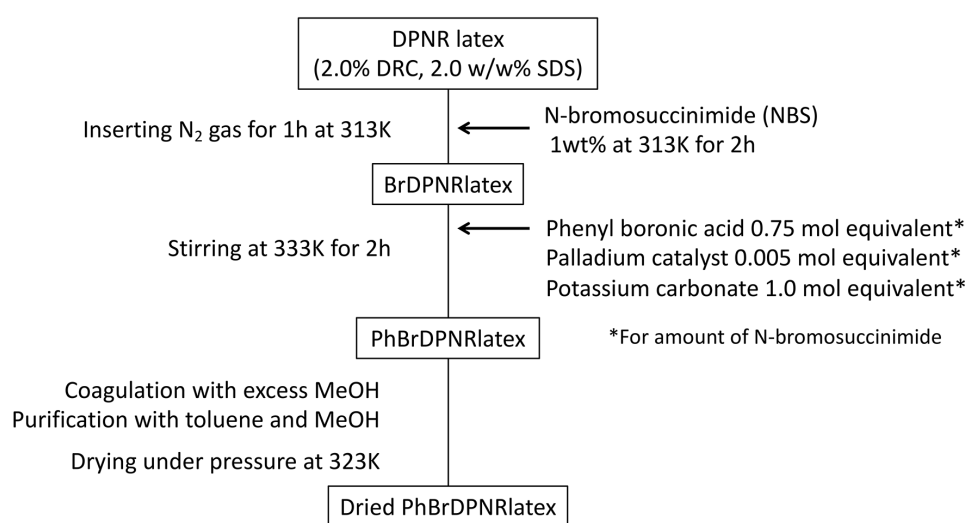 DPNR latex
(2.0% DRC, 2.0 w/w% SDS)
Inserting N₂ gas for 1h at 313K
N-bromosuccinimide (NBS)
1wt% at 313K for 2h
BrDPNRlatex
Stirring at 333K for 2h
Phenyl boronic acid 0.75 mol equivalent*
Palladium catalyst 0.005 mol equivalent*
Potassium carbonate 1.0 mol equivalent*
PhBrDPNRlatex
*For amount of N-bromosuccinimide
Coagulation with excess MeOH
Purification with toluene and MeOH
Drying under pressure at 323K
Dried PhBrDPNRlatex